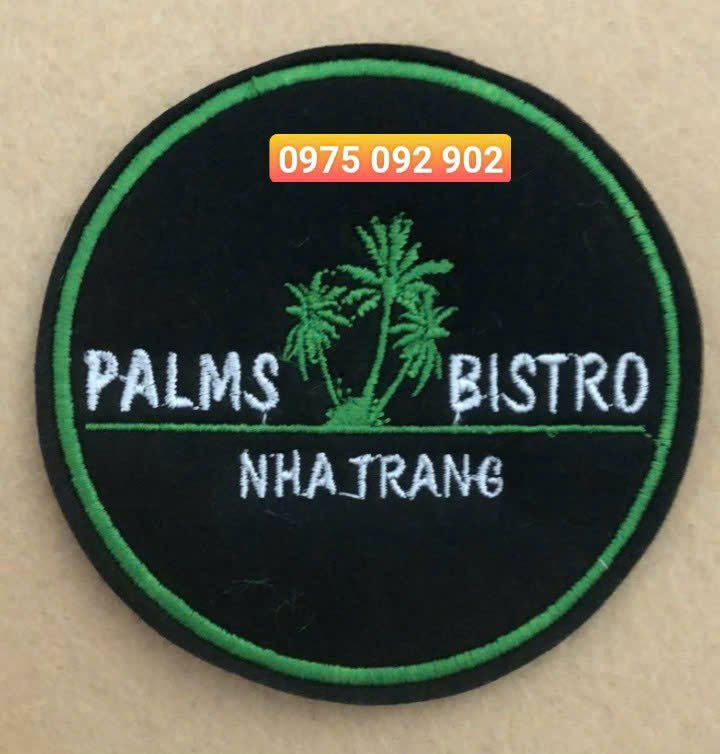 0975 092 902
PALMS BISTRO
NHA TRANG